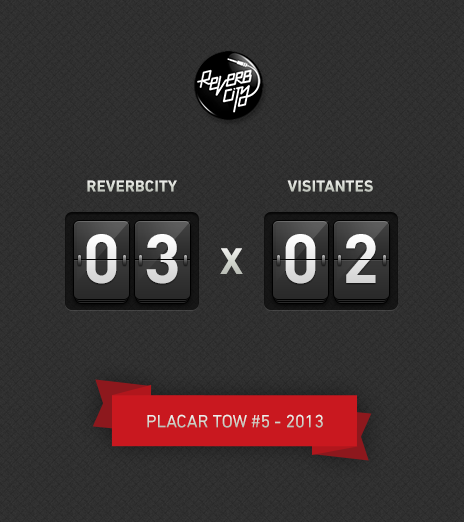 REVERB
CITY
REVERBCITY VISITANTES
03 x 02
PLACAR TOW #5 - 2013